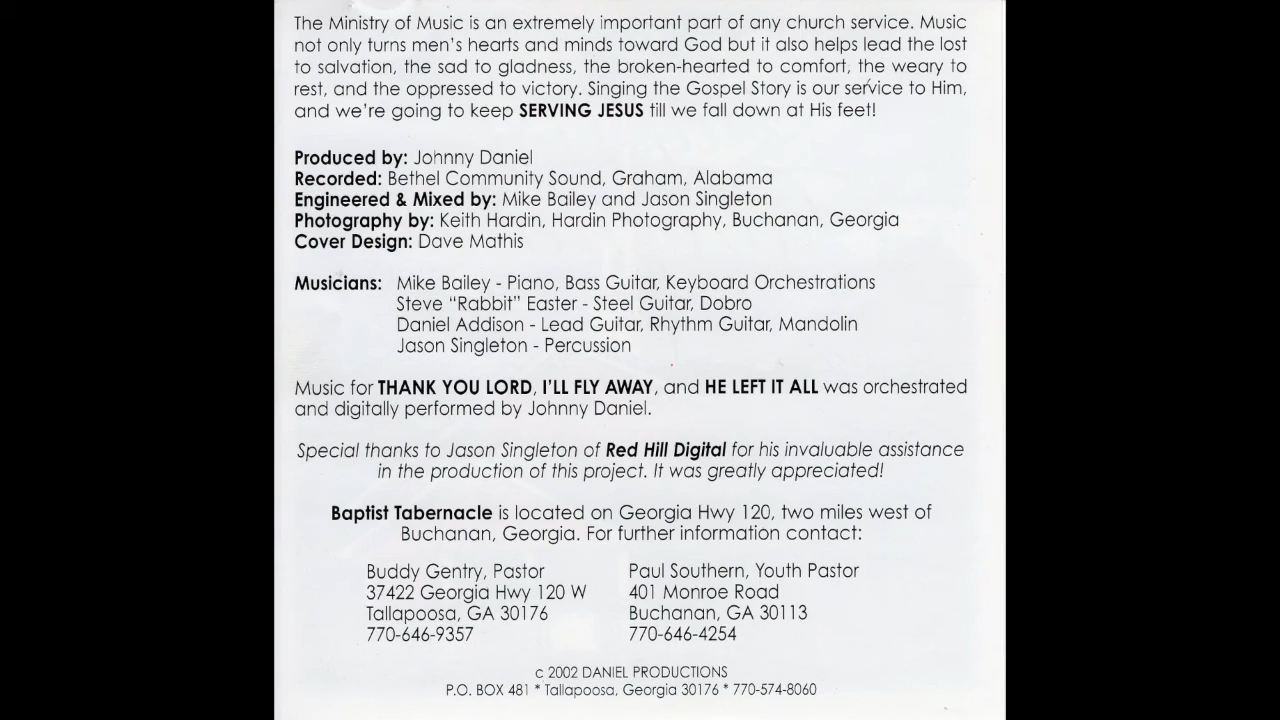 The Ministry of Music is an extremely important part of any church service. Music
not only turns men's hearts and minds toward God but it also helps lead the lost
to salvation, the sad to gladness, the broken-hearted to comfort, the weary to
rest, and the oppressed to victory. Singing the Gospel Story is our service to Him,
and we're going to keep SERVING JESUS till we fall down at His feet!
Produced by: Johnny Daniel
Recorded: Bethel Community Sound, Graham, Alabama
Engineered & Mixed by: Mike Bailey and Jason Singleton
Photography by: Keith Hardin, Hardin Photography, Buchanan, Georgia
Cover Design: Dave Mathis
Musicians: Mike Bailey - Piano, Bass Guitar, Keyboard Orchestrations
Steve "Rabbit" Easter - Steel Guitar, Dobro
Daniel Addison - Lead Guitar, Rhythm Guitar, Mandolin
Jason Singleton - Percussion
Music for THANK YOU LORD, I'LL FLY AWAY, and HE LEFT IT ALL was orchestrated
and digitally performed by Johnny Daniel.
Special thanks to Jason Singleton of Red Hill Digital for his invaluable assistance
in the production of this project. It was greatly appreciated!
Baptist Tabernacle is located on Georgia Hwy 120, two miles west of
Buchanan, Georgia. For further information contact:
Buddy Gentry, Pastor
37422 Georgia Hwy 120 W
Tallapoosa, GA 30176
770-646-9357
Paul Southern, Youth Pastor
401 Monroe Road
Buchanan, GA 30113
770-646-4254
c 2002 DANIEL PRODUCTIONS
P.O. BOX 481 * Tallapoosa, Georgia 30176 * 770-574-8060